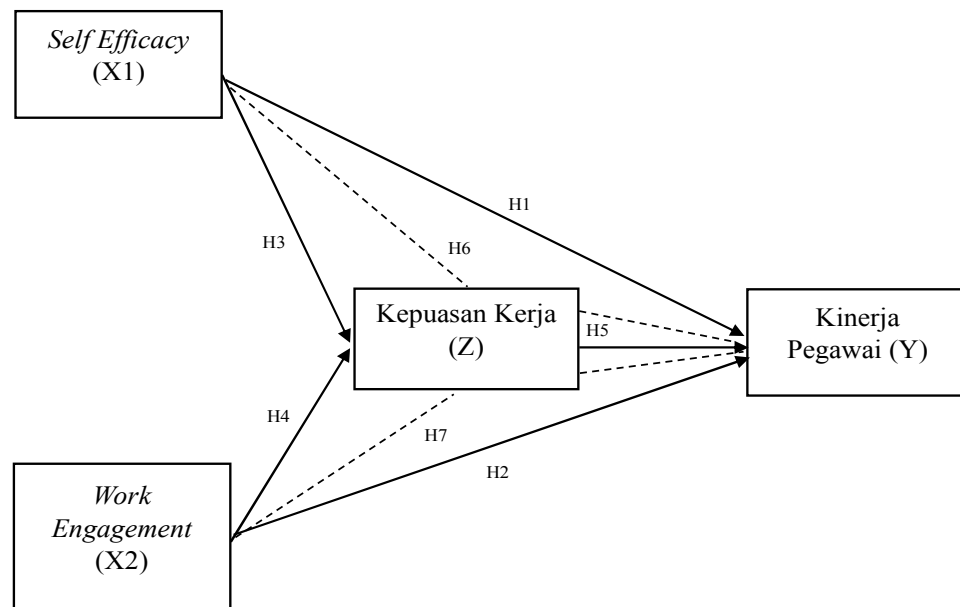 Self Efficacy
(X1)
H1
H3
H6
Kepuasan Kerja
(Z)
H5
Kinerja
Pegawai (Y)
H4
H7
H2
Work
Engagement
(X2)